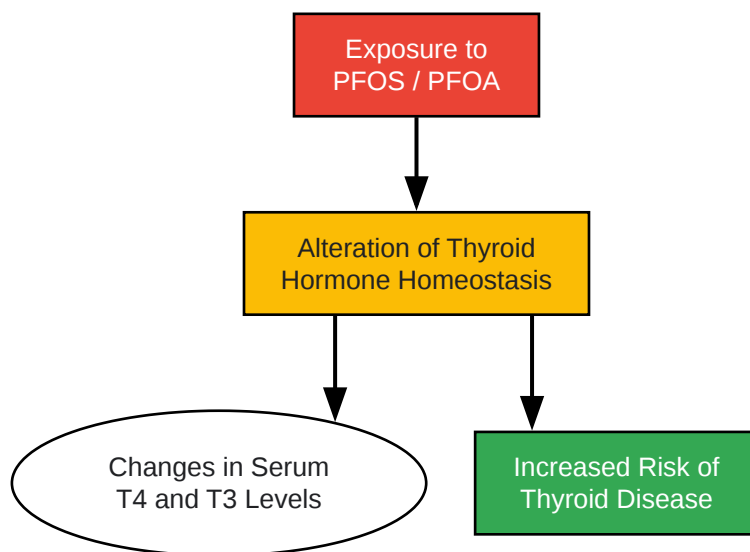 Exposure to
PFOS / PFOA
Alteration of Thyroid
Hormone Homeostasis
Changes in Serum
T4 and T3 Levels
Increased Risk of
Thyroid Disease